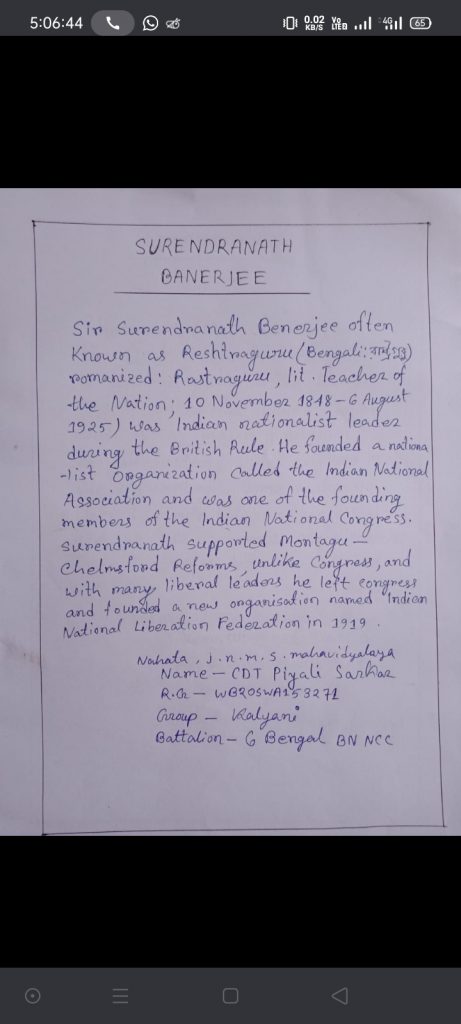 5:06:44
0.02 KB/S
Vo LTED
4G
65
SURENDRANATH
BANERJEE
Sir Surendranath Benerjee often
Known as Reshtraguru (Bengali: রাষ্ট্রগুরু)
romanized: Rastraguru, lit. Teacher of
the Nation; 10 November 1848 – 6 August
1925) was Indian nationalist leader
during the British Rule. He founded a nationa
-list Organization called the Indian National
Association and was one of the founding
members of the Indian National Congress.
Surendranath supported Montagu –
Chelmsford Reforms, unlike Congress, and
with many liberal leaders he left congress
and founded a new organisation named Indian
National Liberation Federation in 1919.
Nahata, J.n.m.s. mahavidyalaya
Name – CDT Piyali Sarkar
Group – Kalyani
Battalion – 6 Bengal BN NCC